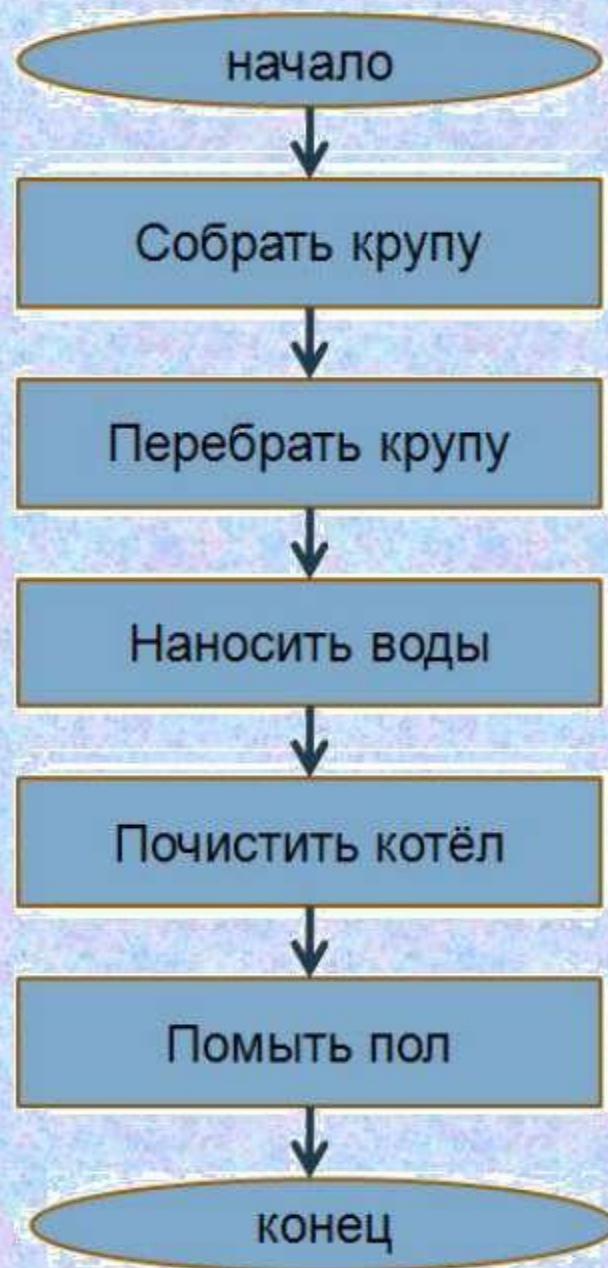 начало
Собрать крупу
Перебрать крупу
Наносить воды
Почистить котёл
Помыть пол
конец